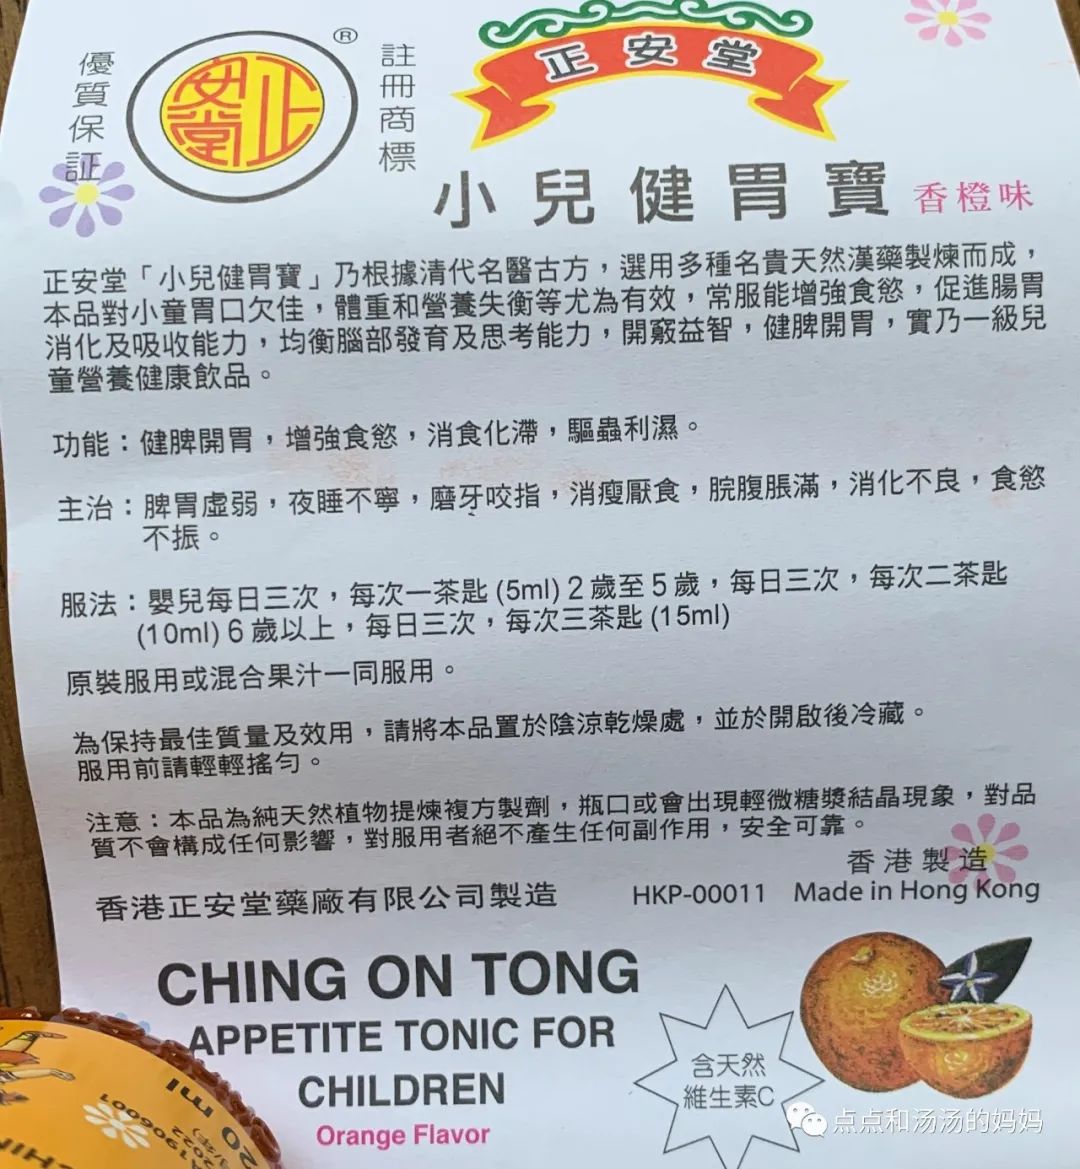 優質保証
正安堂
®
註冊商標
正安堂
小兒健胃寶 香橙味
正安堂「小兒健胃寶」乃根據清代名醫古方，選用多種名貴天然漢藥製煉而成，
本品對小童胃口欠佳，體重和營養失衡等尤為有效，常服能增強食慾，促進腸胃
消化及吸收能力，均衡腦部發育及思考能力，開竅益智，健脾開胃，實乃一級兒
童營養健康飲品。
功能：健脾開胃，增強食慾，消食化滯，驅蟲利濕。
主治：脾胃虛弱，夜睡不寧，磨牙咬指，消瘦厭食，脘腹脹滿，消化不良，食慾
不振。
服法：嬰兒每日三次，每次一茶匙 (5ml) 2 歲至 5 歲，每日三次，每次二茶匙
(10ml) 6 歲以上，每日三次，每次三茶匙 (15ml)
原裝服用或混合果汁一同服用。
為保持最佳質量及效用，請將本品置於陰涼乾燥處，並於開啟後冷藏。
服用前請輕輕搖勻。
注意：本品為純天然植物提煉複方製劑，瓶口或會出現輕微糖漿結晶現象，對品
質不會構成任何影響，對服用者絕不產生任何副作用，安全可靠。
香港製造
香港正安堂藥廠有限公司製造 HKP-00011 Made in Hong Kong
CHING ON TONG
APPETITE TONIC FOR
CHILDREN
Orange Flavor
含天然
維生素C
20 ml
2022
A1906001
点点和汤汤的妈妈